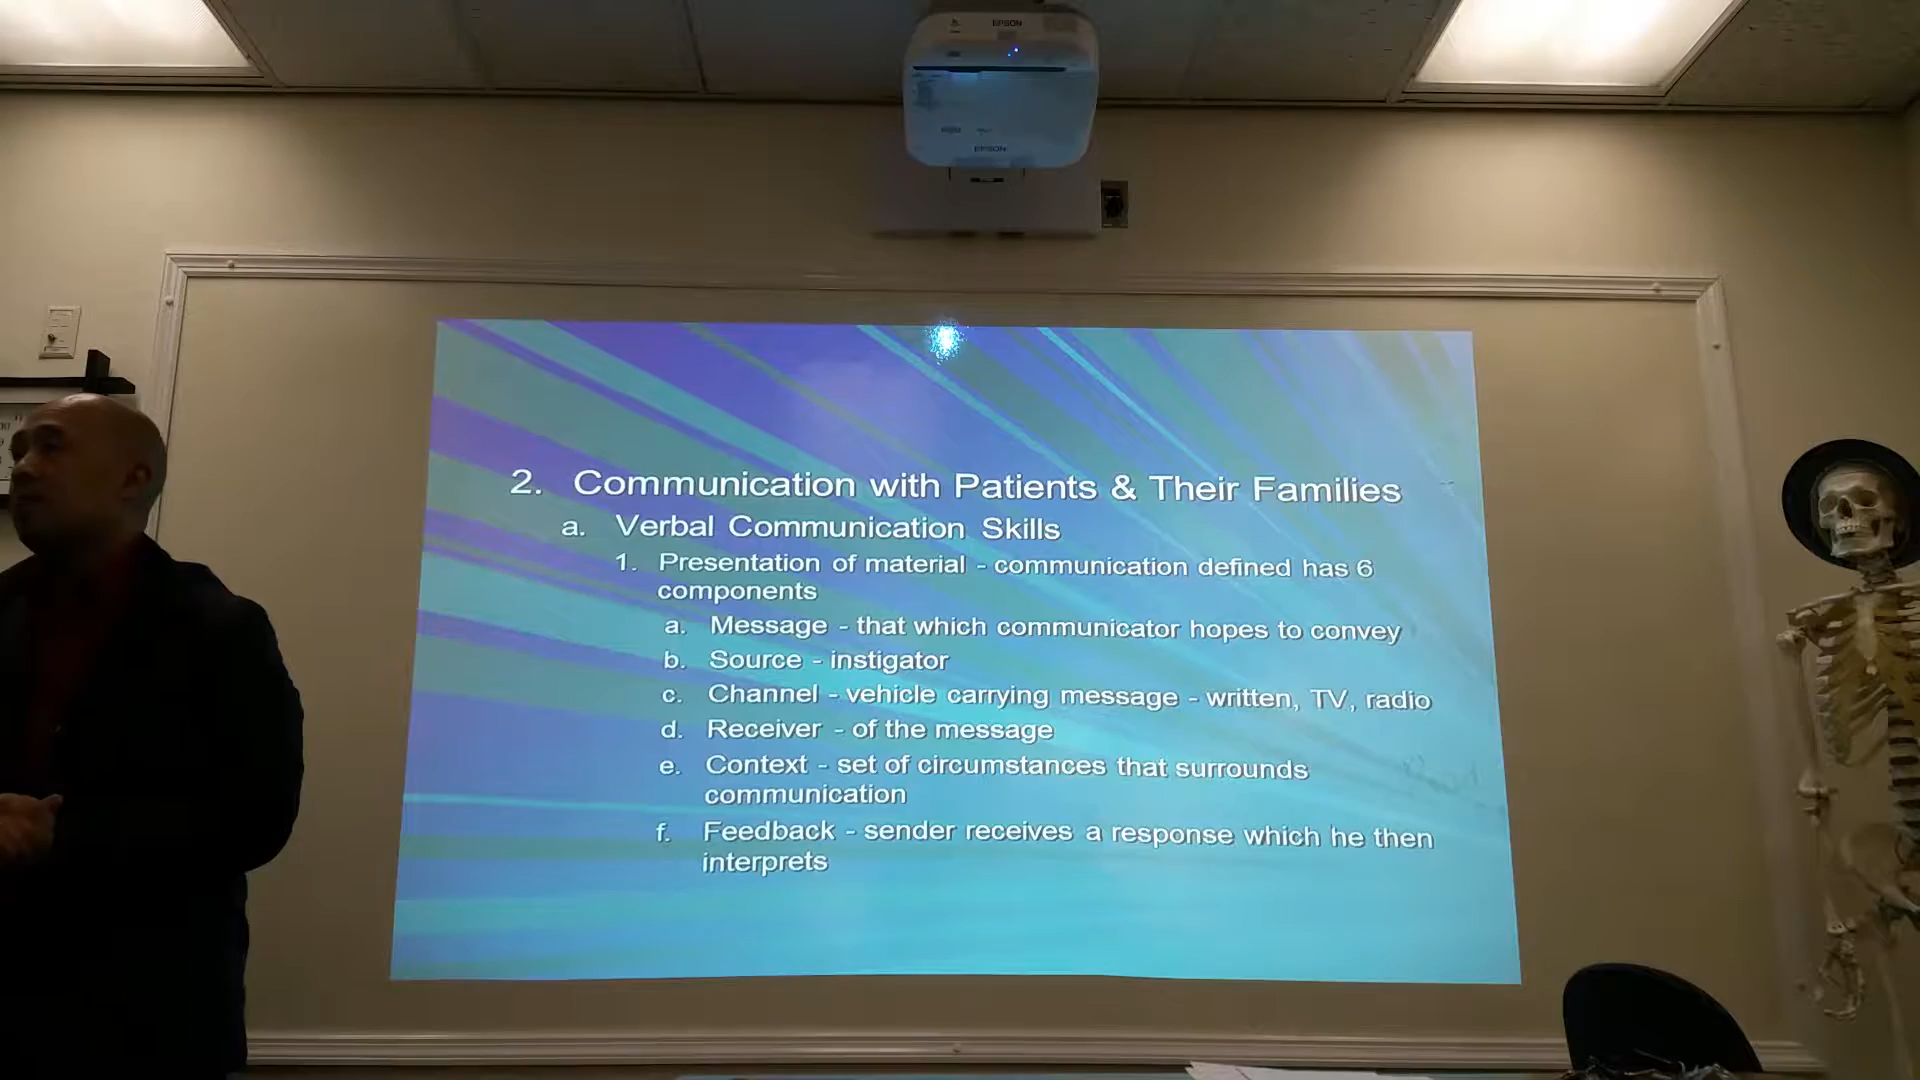 EPSON
EPSON
2. Communication with Patients & Their Families
a. Verbal Communication Skills
1. Presentation of material - communication defined has 6
components
a. Message - that which communicator hopes to convey
b. Source - instigator
c. Channel - vehicle carrying message - written, TV, radio
d. Receiver - of the message
e. Context - set of circumstances that surrounds
communication
f. Feedback - sender receives a response which he then
interprets